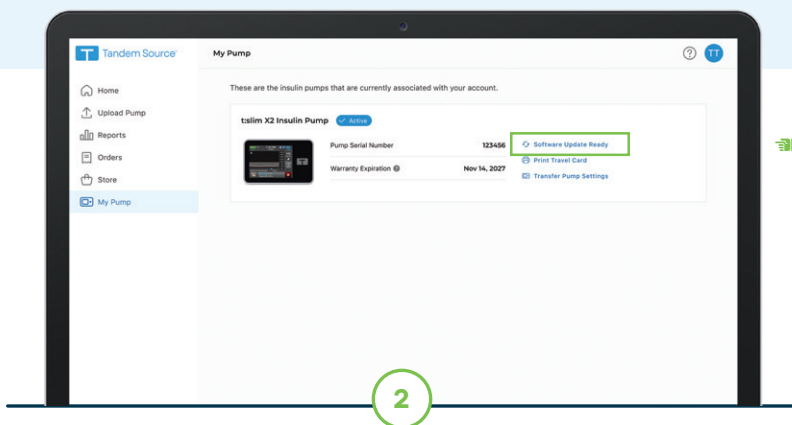 Tandem Source
My Pump
TT
Home
Upload Pump
Reports
Orders
Store
My Pump
These are the insulin pumps that are currently associated with your account.
t:slim X2 Insulin Pump
Active
Pump Serial Number 123456
Warranty Expiration Nov 14, 2027
Software Update Ready
Print Travel Card
Transfer Pump Settings
2